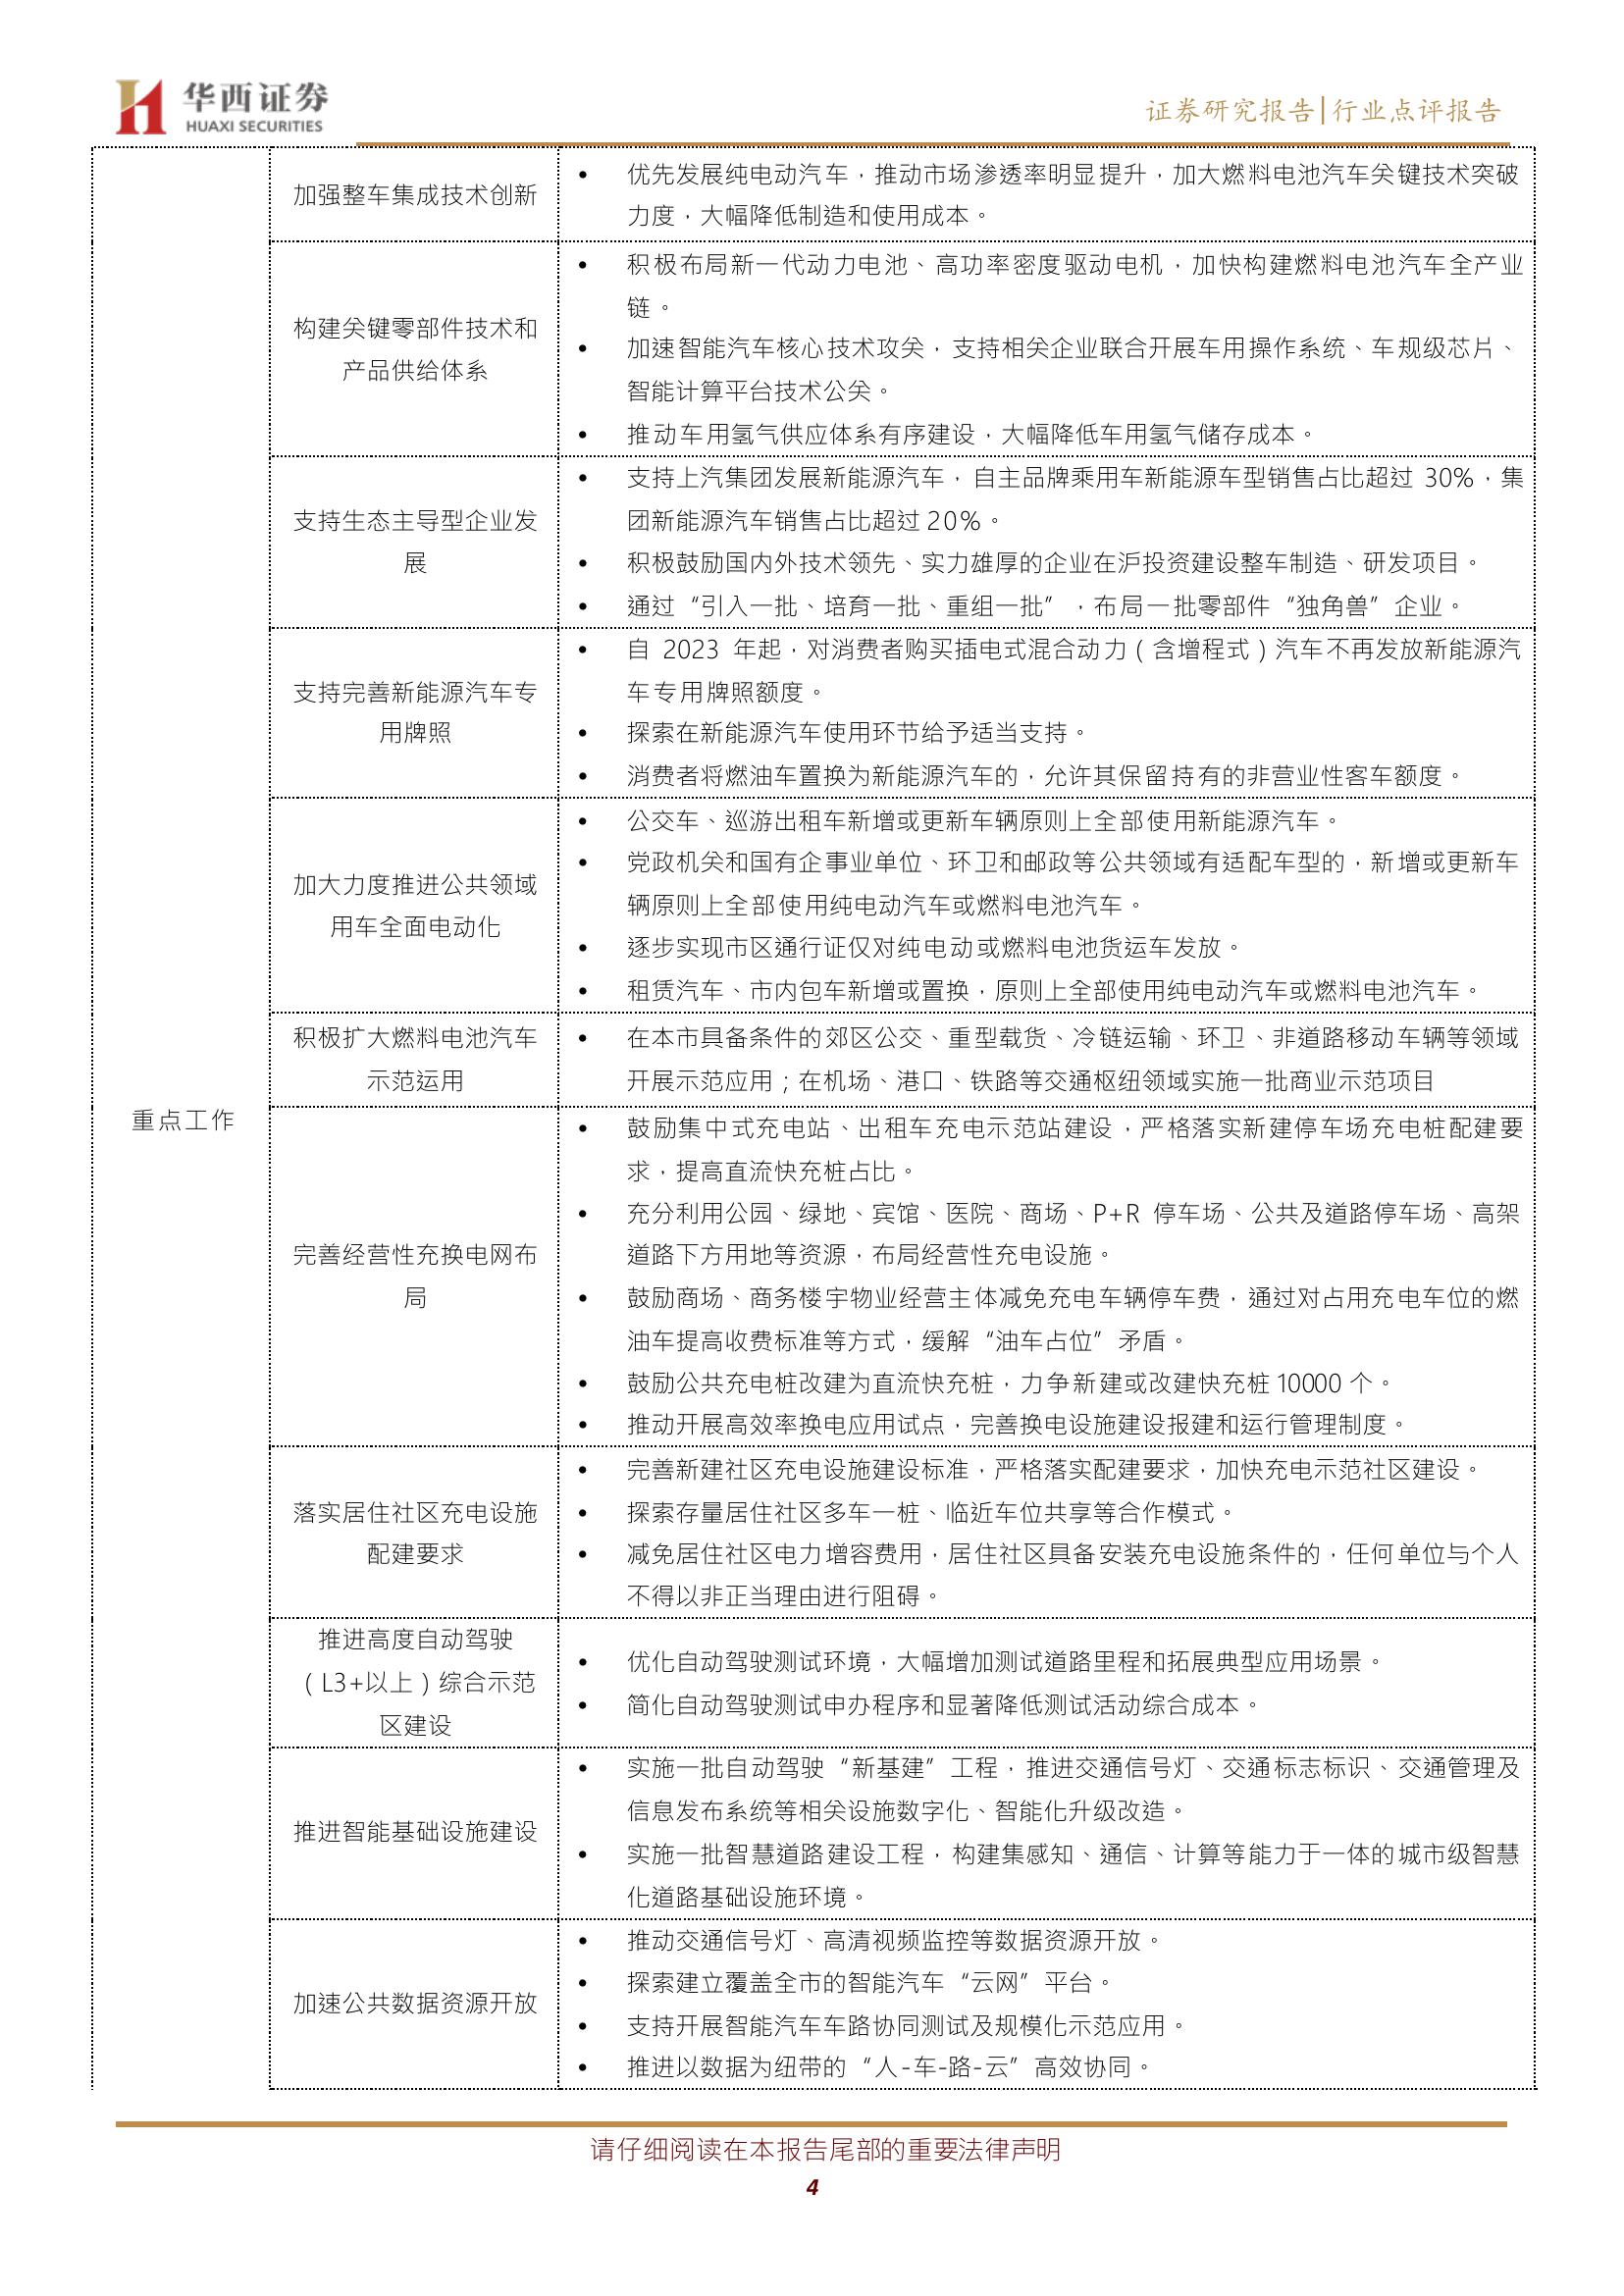 华西证券
HUAXI SECURITIES
证券研究报告|行业点评报告
重点工作
加强整车集成技术创新
• 优先发展纯电动汽车，推动市场渗透率明显提升，加大燃料电池汽车关键技术突破
力度，大幅降低制造和使用成本。
构建关键零部件技术和
产品供给体系
• 积极布局新一代动力电池、高功率密度驱动电机，加快构建燃料电池汽车全产业
链。
• 加速智能汽车核心技术攻关，支持相关企业联合开展车用操作系统、车规级芯片、
智能计算平台技术公关。
• 推动车用氢气供应体系有序建设，大幅降低车用氢气储存成本。
支持生态主导型企业发
展
• 支持上汽集团发展新能源汽车，自主品牌乘用车新能源车型销售占比超过 30%，集
团新能源汽车销售占比超过 20%。
• 积极鼓励国内外技术领先、实力雄厚的企业在沪投资建设整车制造、研发项目。
• 通过“引入一批、培育一批、重组一批”，布局一批零部件“独角兽”企业。
支持完善新能源汽车专
用牌照
• 自 2023 年起，对消费者购买插电式混合动力（含增程式）汽车不再发放新能源汽
车专用牌照额度。
• 探索在新能源汽车使用环节给予适当支持。
• 消费者将燃油车置换为新能源汽车的，允许其保留持有的非营业性客车额度。
加大力度推进公共领域
用车全面电动化
• 公交车、巡游出租车新增或更新车辆原则上全部使用新能源汽车。
• 党政机关和国有企事业单位、环卫和邮政等公共领域有适配车型的，新增或更新车
辆原则上全部使用纯电动汽车或燃料电池汽车。
• 逐步实现市区通行证仅对纯电动或燃料电池货运车发放。
• 租赁汽车、市内包车新增或置换，原则上全部使用纯电动汽车或燃料电池汽车。
积极扩大燃料电池汽车
示范运用
• 在本市具备条件的郊区公交、重型载货、冷链运输、环卫、非道路移动车辆等领域
开展示范应用；在机场、港口、铁路等交通枢纽领域实施一批商业示范项目
完善经营性充换电网布
局
• 鼓励集中式充电站、出租车充电示范站建设，严格落实新建停车场充电桩配建要
求，提高直流快充桩占比。
• 充分利用公园、绿地、宾馆、医院、商场、P+R 停车场、公共及道路停车场、高架
道路下方用地等资源，布局经营性充电设施。
• 鼓励商场、商务楼宇物业经营主体减免充电车辆停车费，通过对占用充电车位的燃
油车提高收费标准等方式，缓解“油车占位”矛盾。
• 鼓励公共充电桩改建为直流快充桩，力争新建或改建快充桩 10000 个。
• 推动开展高效率换电应用试点，完善换电设施建设报建和运行管理制度。
落实居住社区充电设施
配建要求
• 完善新建社区充电设施建设标准，严格落实配建要求，加快充电示范社区建设。
• 探索存量居住社区多车一桩、临近车位共享等合作模式。
• 减免居住社区电力增容费用，居住社区具备安装充电设施条件的，任何单位与个人
不得以非正当理由进行阻碍。
推进高度自动驾驶
（L3+以上）综合示范
区建设
• 优化自动驾驶测试环境，大幅增加测试道路里程和拓展典型应用场景。
• 简化自动驾驶测试申办程序和显著降低测试活动综合成本。
推进智能基础设施建设
• 实施一批自动驾驶“新基建”工程，推进交通信号灯、交通标志标识、交通管理及
信息发布系统等相关设施数字化、智能化升级改造。
• 实施一批智慧道路建设工程，构建集感知、通信、计算等能力于一体的城市级智慧
化道路基础设施环境。
加速公共数据资源开放
• 推动交通信号灯、高清视频监控等数据资源开放。
• 探索建立覆盖全市的智能汽车“云网”平台。
• 支持开展智能汽车车路协同测试及规模化示范应用。
• 推进以数据为纽带的“人-车-路-云”高效协同。
请仔细阅读在本报告尾部的重要法律声明
4